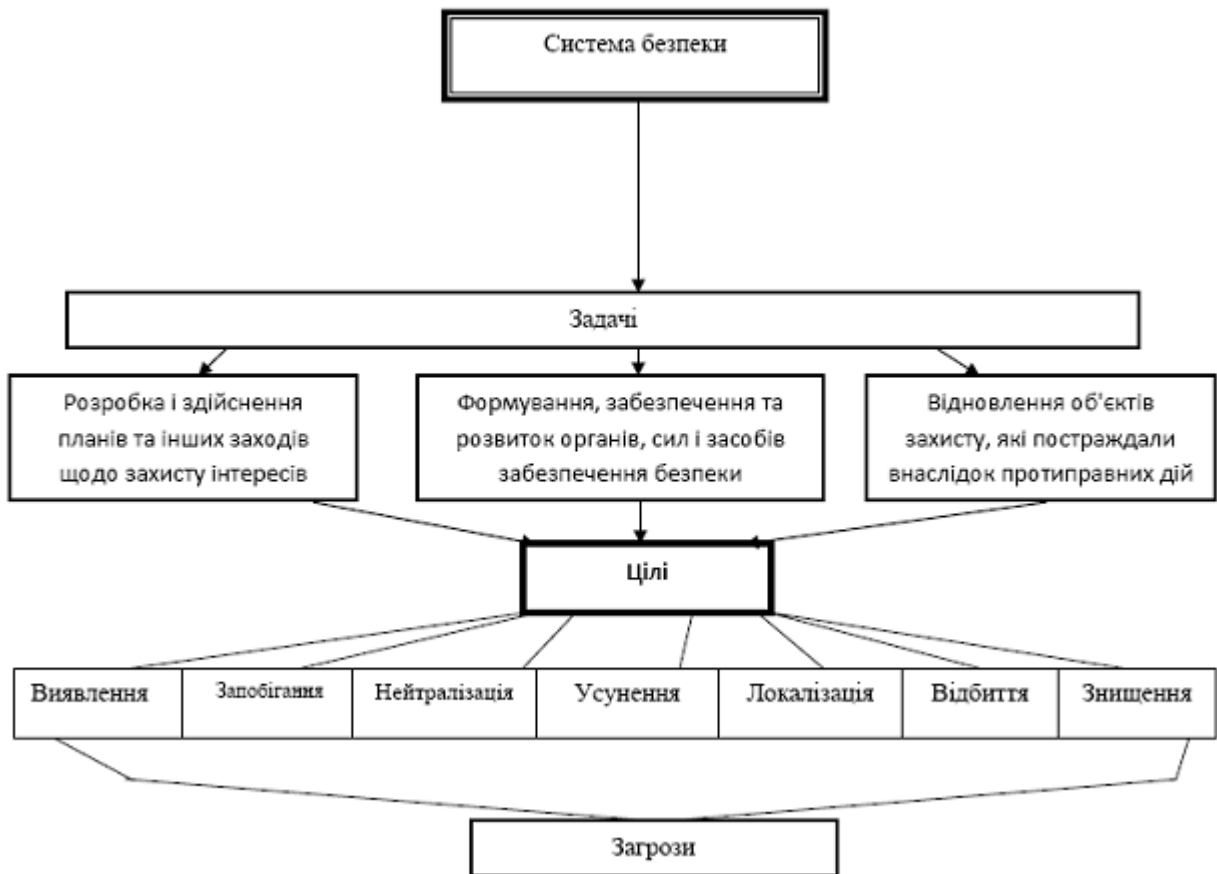 Система безпеки
Задачі
Розробка і здійснення
планів та інших заходів
щодо захисту інтересів
Формування, забезпечення та
розвиток органів, сил і засобів
забезпечення безпеки
Відновлення об'єктів
захисту, які постраждали
внаслідок протиправних дій
Цілі
Виявлення
Запобігання
Нейтралізація
Усунення
Локалізація
Відбиття
Знищення
Загрози